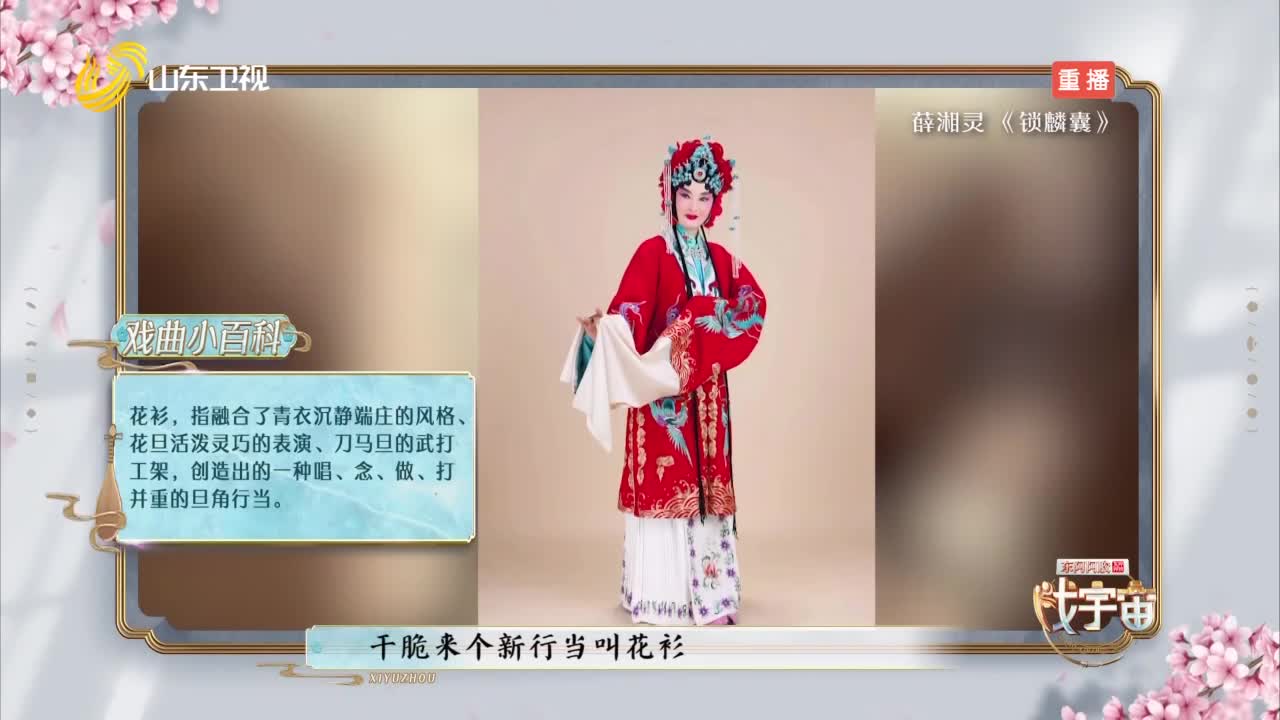 山东卫视
重播
薛湘灵《锁麟囊》
戏曲小百科
花衫，指融合了青衣沉静端庄的风格、
花旦活泼灵巧的表演、刀马旦的武打
工架，创造出的一种唱、念、做、打
并重的旦角行当。
东阿阿胶
戏宇宙
干脆来个新行当叫花衫
XIYUZHOU